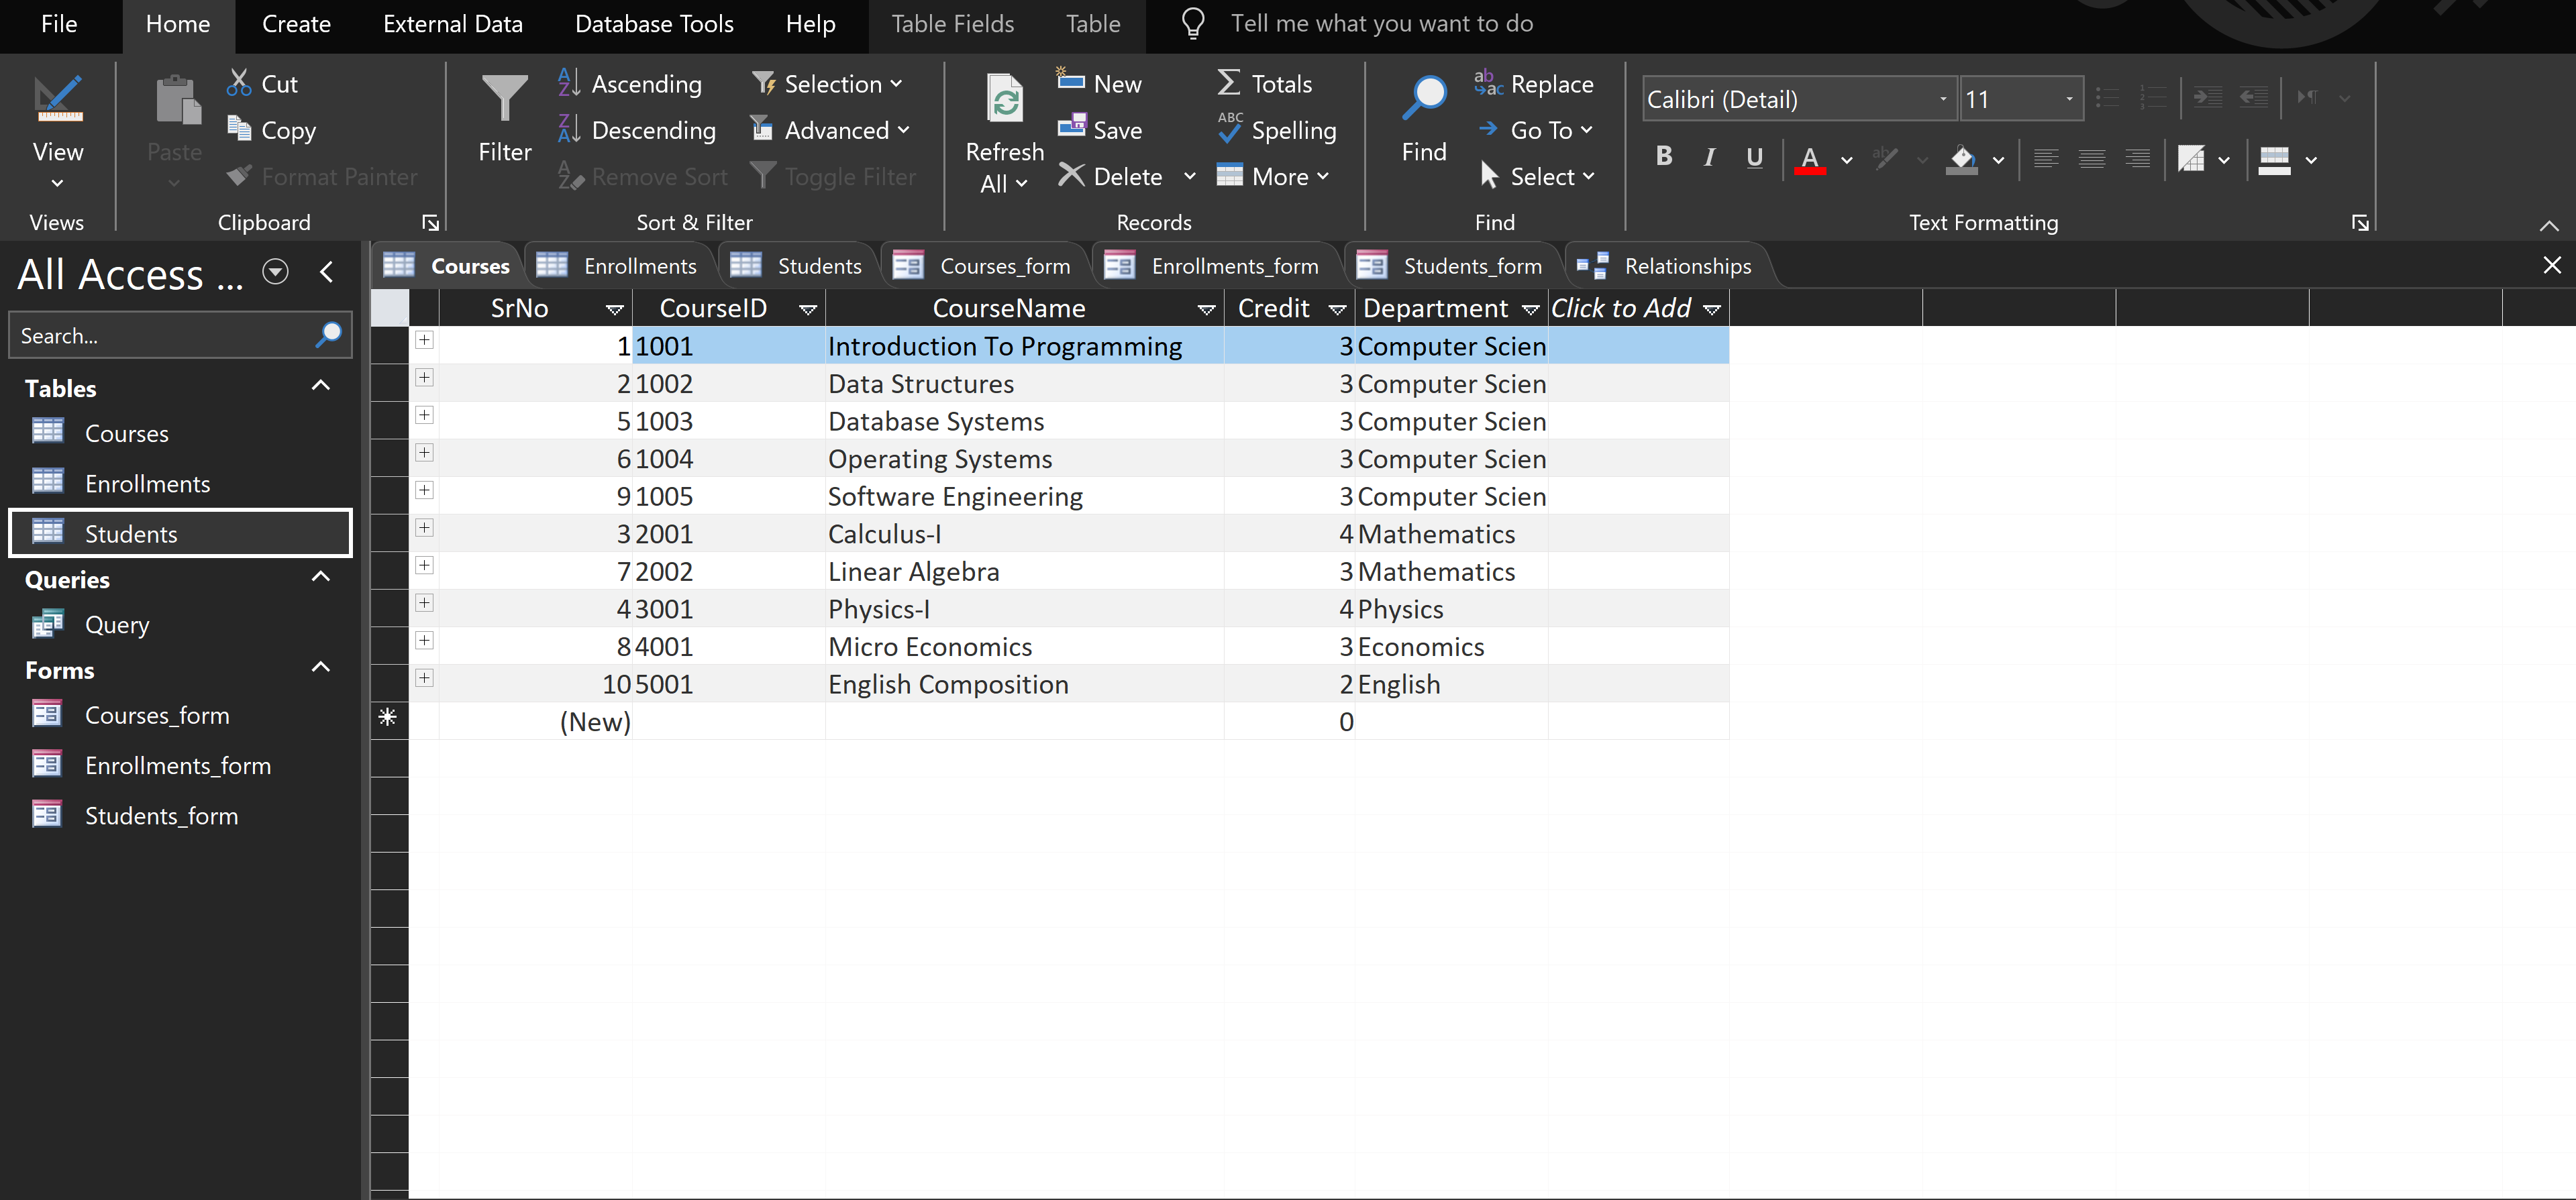 File Home Create External Data Database Tools Help Table Fields Table Tell me what you want to do
View
Views
Paste
Cut
Copy
Format Painter
Clipboard
Filter
Ascending
Descending
Remove Sort
Selection
Advanced
Toggle Filter
Sort & Filter
Refresh
All
New
Save
Delete
Totals
Spelling
More
Records
Find
Replace
Go To
Select
Find
Calibri (Detail) 11
B I U A
Text Formatting
All Access ...
Search...
Tables
Courses
Enrollments
Students
Queries
Query
Forms
Courses_form
Enrollments_form
Students_form
Courses Enrollments Students Courses_form Enrollments_form Students_form Relationships
SrNo CourseID CourseName Credit Department Click to Add
1 1001 Introduction To Programming 3 Computer Scien
2 1002 Data Structures 3 Computer Scien
5 1003 Database Systems 3 Computer Scien
6 1004 Operating Systems 3 Computer Scien
9 1005 Software Engineering 3 Computer Scien
3 2001 Calculus-I 4 Mathematics
7 2002 Linear Algebra 3 Mathematics
4 3001 Physics-I 4 Physics
8 4001 Micro Economics 3 Economics
10 5001 English Composition 2 English
(New) 0